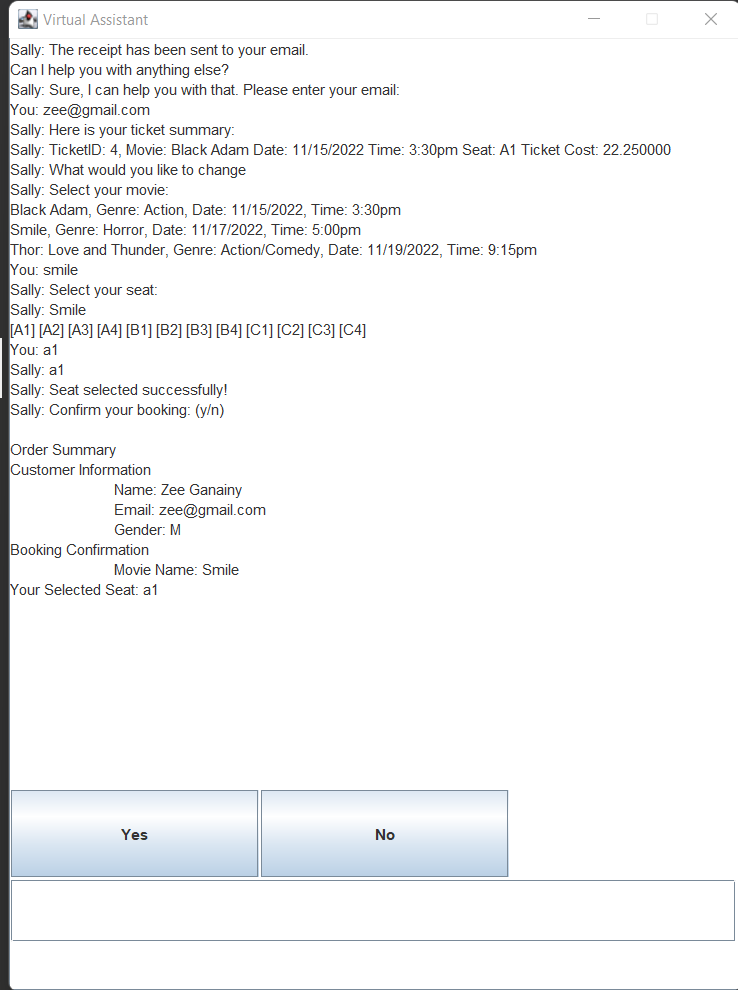 Virtual Assistant
Sally: The receipt has been sent to your email.
Can I help you with anything else?
Sally: Sure, I can help you with that. Please enter your email:
You: zee@gmail.com
Sally: Here is your ticket summary:
Sally: TicketID: 4, Movie: Black Adam Date: 11/15/2022 Time: 3:30pm Seat: A1 Ticket Cost: 22.250000
Sally: What would you like to change
Sally: Select your movie:
Black Adam, Genre: Action, Date: 11/15/2022, Time: 3:30pm
Smile, Genre: Horror, Date: 11/17/2022, Time: 5:00pm
Thor: Love and Thunder, Genre: Action/Comedy, Date: 11/19/2022, Time: 9:15pm
You: smile
Sally: Select your seat:
Sally: Smile
[A1] [A2] [A3] [A4] [B1] [B2] [B3] [B4] [C1] [C2] [C3] [C4]
You: a1
Sally: a1
Sally: Seat selected successfully!
Sally: Confirm your booking: (y/n)
Order Summary
Customer Information
Name: Zee Ganainy
Email: zee@gmail.com
Gender: M
Booking Confirmation
Movie Name: Smile
Your Selected Seat: a1
Yes No